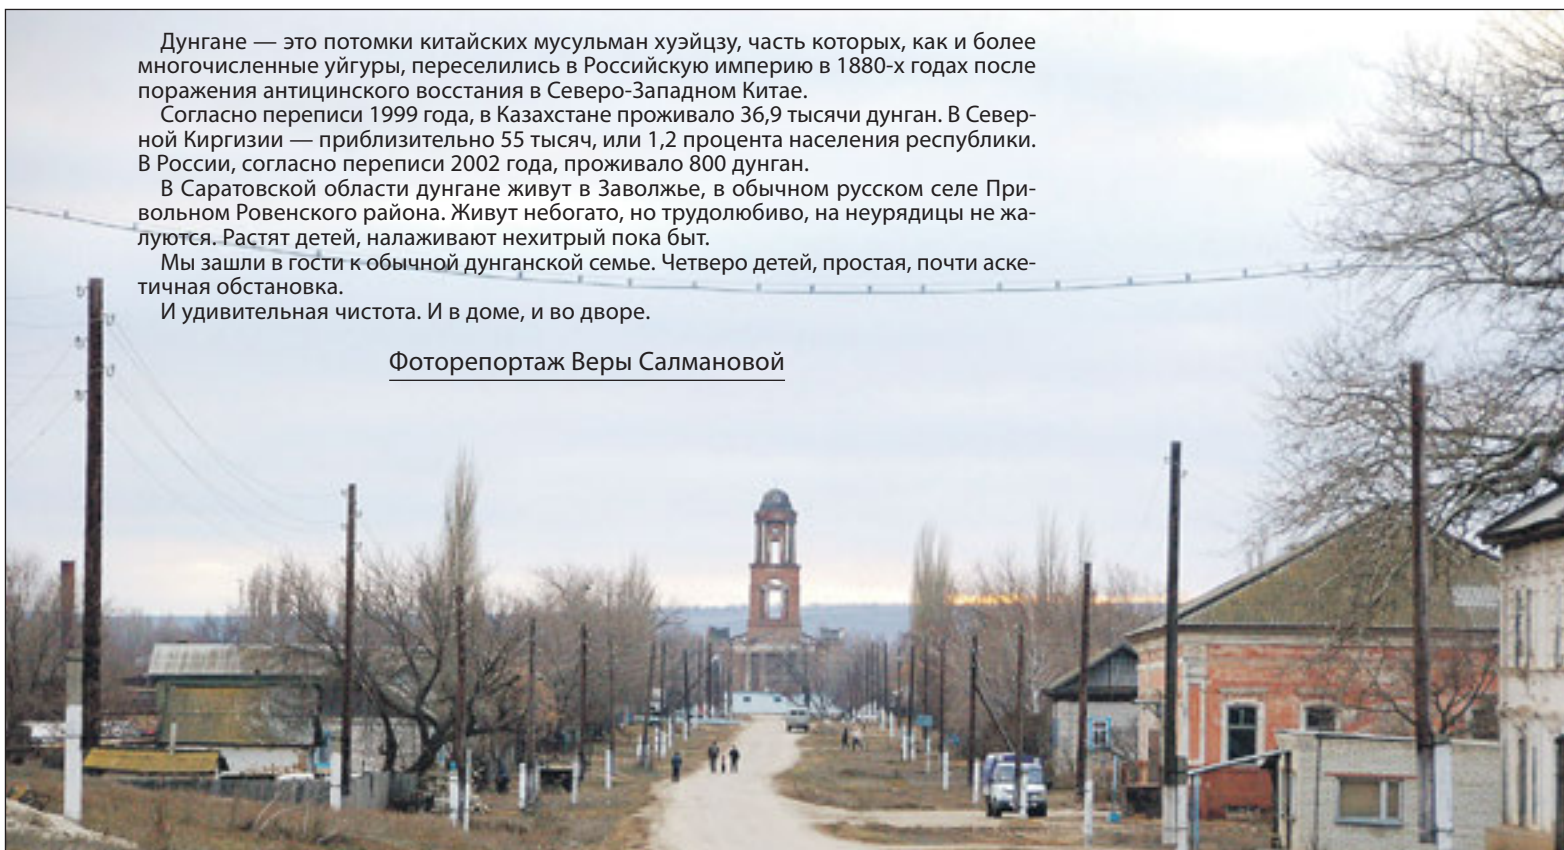 Дунгане — это потомки китайских мусульман хуэйцзу, часть которых, как и более
многочисленные уйгуры, переселились в Российскую империю в 1880-х годах после
поражения антицинского восстания в Северо-Западном Китае.
Согласно переписи 1999 года, в Казахстане проживало 36,9 тысячи дунган. В Север-
ной Киргизии — приблизительно 55 тысяч, или 1,2 процента населения республики.
В России, согласно переписи 2002 года, проживало 800 дунган.
В Саратовской области дунгане живут в Заволжье, в обычном русском селе При-
вольном Ровенского района. Живут небогато, но трудолюбиво, на неурядицы не жа-
луются. Растят детей, налаживают нехитрый пока быт.
Мы зашли в гости к обычной дунганской семье. Четверо детей, простая, почти аске-
тичная обстановка.
И удивительная чистота. И в доме, и во дворе.
Фоторепортаж Веры Салмановой